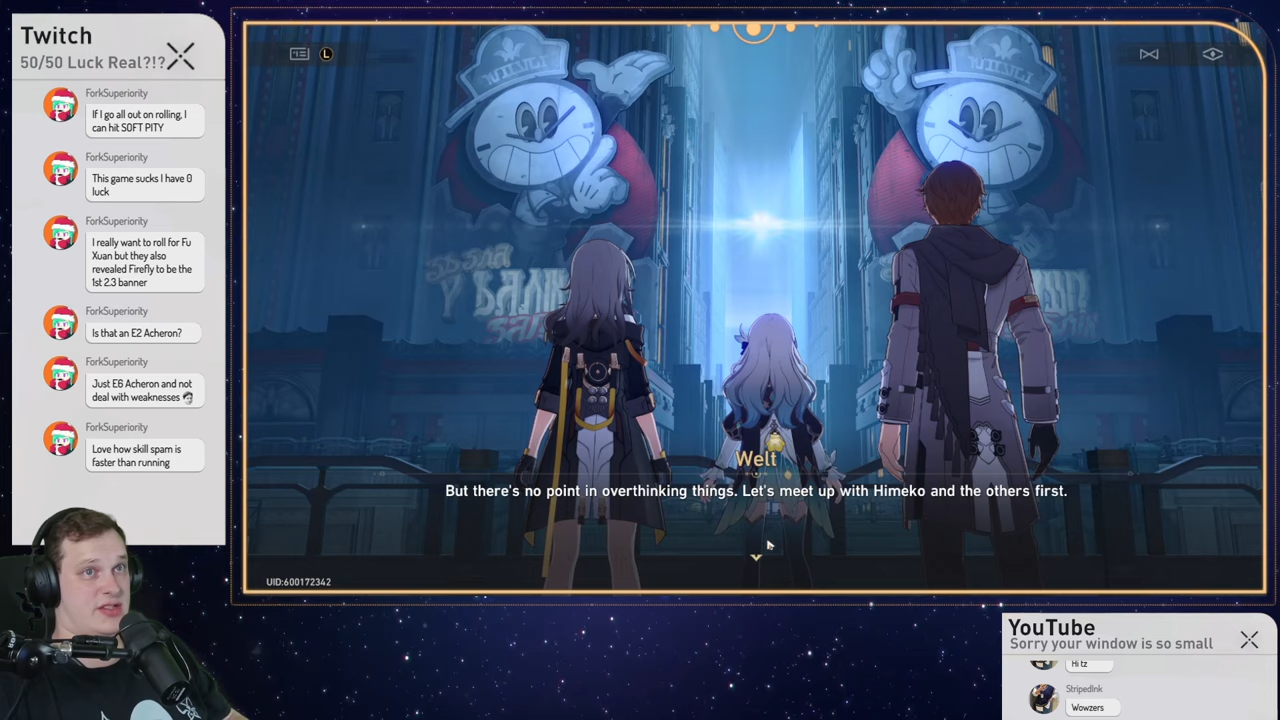 Twitch
50/50 Luck Real?!?
ForkSuperiority
If I go all out on rolling, I
can hit SOFT PITY
ForkSuperiority
This game sucks I have 0
luck
ForkSuperiority
I really want to roll for Fu
Xuan but they also
revealed Firefly to be the
1st 2.3 banner
ForkSuperiority
Is that an E2 Acheron?
ForkSuperiority
Just E6 Acheron and not
deal with weaknesses
ForkSuperiority
Love how skill spam is
faster than running
L
Welt
But there's no point in overthinking things. Let's meet up with Himeko and the others first.
UID:600172342
YouTube
Sorry your window is so small
Hi tz
StripedInk
Wowzers